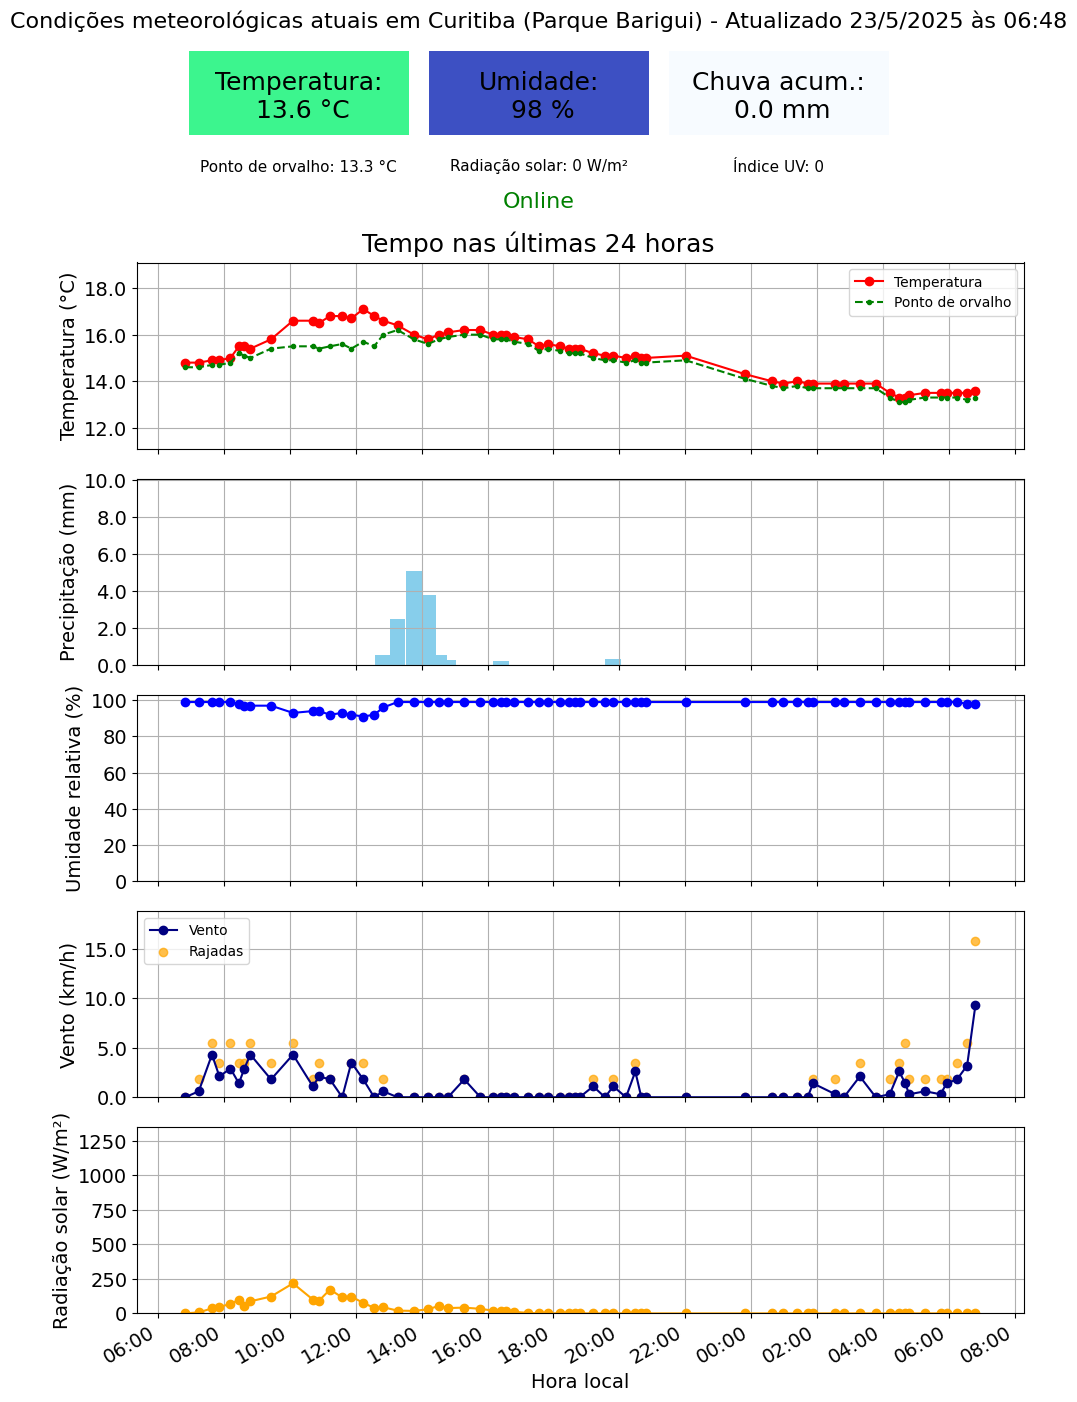 Condições meteorológicas atuais em Curitiba (Parque Barigui) - Atualizado 23/5/2025 às 06:48
Temperatura:
13.6 °C
Umidade:
98 %
Chuva acum.:
0.0 mm
Ponto de orvalho: 13.3 °C
Radiação solar: 0 W/m²
Índice UV: 0
Online
Tempo nas últimas 24 horas
Temperatura (°C)
18.0
16.0
14.0
12.0
Temperatura
Ponto de orvalho
Precipitação (mm)
10.0
8.0
6.0
4.0
2.0
0.0
Umidade relativa (%)
100
80
60
40
20
0
Vento (km/h)
15.0
10.0
5.0
0.0
Vento
Rajadas
Radiação solar (W/m²)
1250
1000
750
500
250
0
06:00
08:00
10:00
12:00
14:00
16:00
18:00
20:00
22:00
00:00
02:00
04:00
06:00
08:00
Hora local